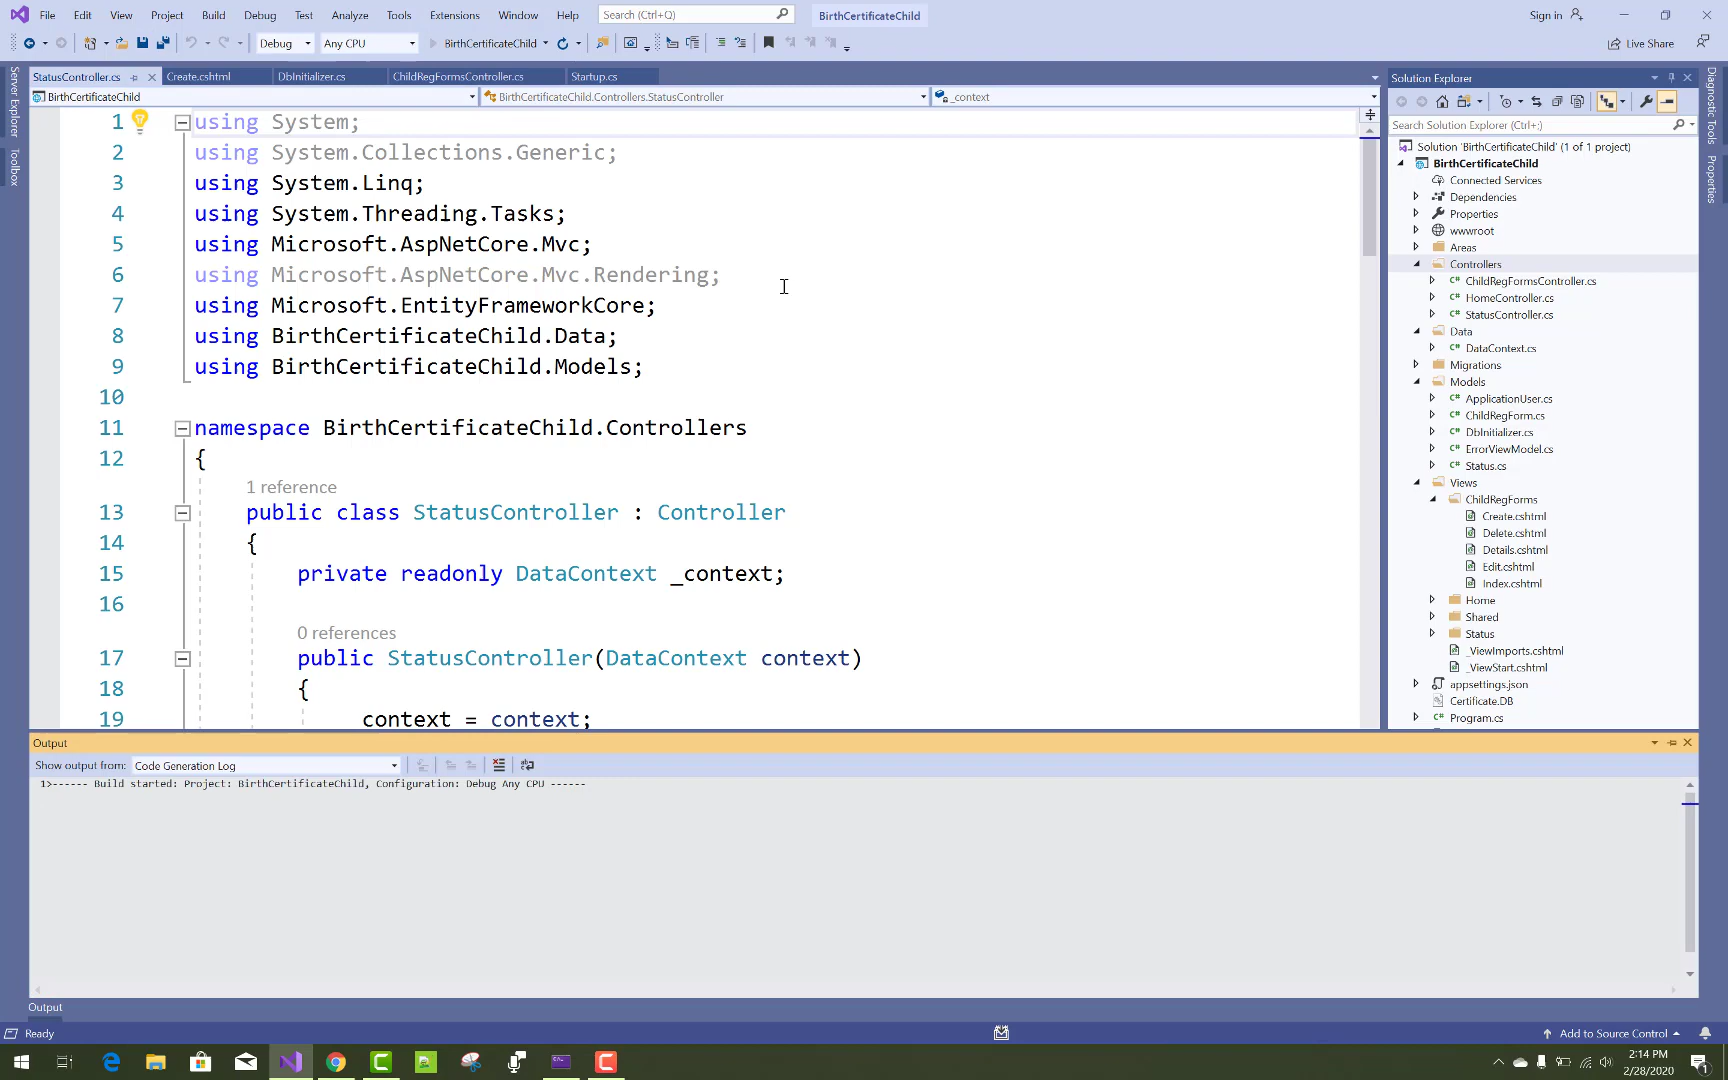 File Edit View Project Build Debug Test Analyze Tools Extensions Window Help Search (Ctrl+Q) BirthCertificateChild Sign in
Debug Any CPU BirthCertificateChild Live Share
StatusController.cs Create.cshtml DbInitializer.cs ChildRegFormsController.cs Startup.cs
BirthCertificateChild BirthCertificateChild.Controllers.StatusController _context
Server Explorer
Toolbox
1 using System;
2 using System.Collections.Generic;
3 using System.Linq;
4 using System.Threading.Tasks;
5 using Microsoft.AspNetCore.Mvc;
6 using Microsoft.AspNetCore.Mvc.Rendering;
7 using Microsoft.EntityFrameworkCore;
8 using BirthCertificateChild.Data;
9 using BirthCertificateChild.Models;
10
11 namespace BirthCertificateChild.Controllers
12 {
1 reference
13 public class StatusController : Controller
14 {
15 private readonly DataContext _context;
16
0 references
17 public StatusController(DataContext context)
18 {
19 context = context;
Solution Explorer
Search Solution Explorer (Ctrl+;)
Solution 'BirthCertificateChild' (1 of 1 project)
BirthCertificateChild
Connected Services
Dependencies
Properties
wwwroot
Areas
Controllers
C# ChildRegFormsController.cs
C# HomeController.cs
C# StatusController.cs
Data
C# DataContext.cs
Migrations
Models
C# ApplicationUser.cs
C# ChildRegForm.cs
C# DbInitializer.cs
C# ErrorViewModel.cs
C# Status.cs
Views
ChildRegForms
Create.cshtml
Delete.cshtml
Details.cshtml
Edit.cshtml
Index.cshtml
Home
Shared
Status
_ViewImports.cshtml
_ViewStart.cshtml
appsettings.json
Certificate.DB
C# Program.cs
Diagnostic Tools
Properties
Output
Show output from: Code Generation Log
1>------ Build started: Project: BirthCertificateChild, Configuration: Debug Any CPU ------
Output
Ready Add to Source Control
2:14 PM
2/28/2020
1